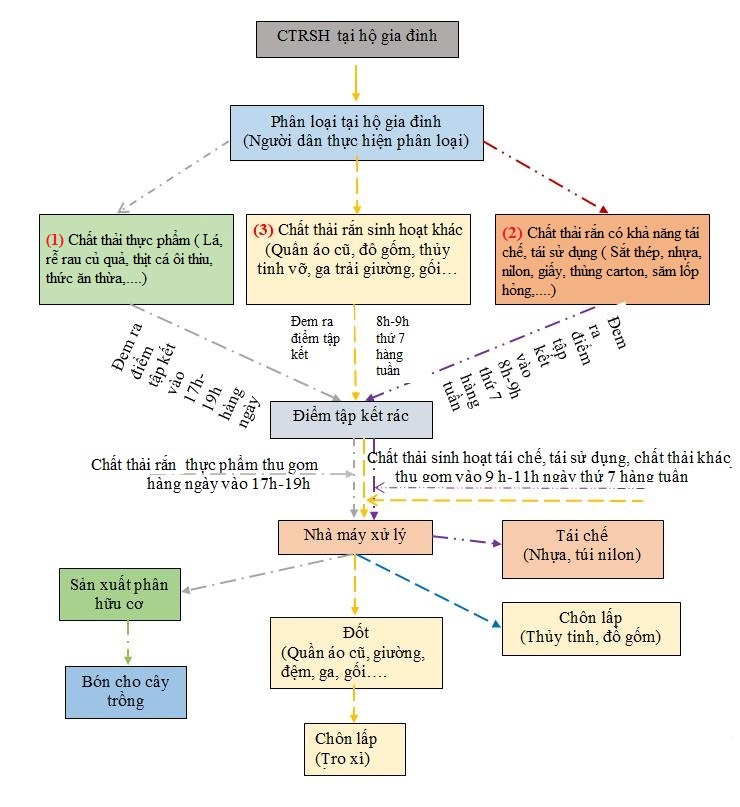 CTRSH tại hộ gia đình
Phân loại tại hộ gia đình
(Người dân thực hiện phân loại)
(1) Chất thải thực phẩm ( Lá,
rễ rau củ quả, thịt cá ôi thiu,
thức ăn thừa,....)
(3) Chất thải rắn sinh hoạt khác
(Quần áo cũ, đồ gốm, thủy
tinh vỡ, ga trải giường, gối…
(2) Chất thải rắn có khả năng tái
chế, tái sử dụng ( Sắt thép, nhựa,
nilon, giấy, thùng carton, săm lốp
hỏng,....)
Đem ra
điểm
tập kết
vào
17h-
19h
hàng
ngày
Đem ra
điểm tập
kết
8h-9h
thứ 7
hàng
tuần
Đem
ra
điểm
tập
kết
vào
8h-9h
thứ 7
hàng
tuần
Điểm tập kết rác
Chất thải rắn thực phẩm thu gom
hàng ngày vào 17h-19h
Chất thải sinh hoạt tái chế, tái sử dụng, chất thải khác
thu gom vào 9 h-11h ngày thứ 7 hàng tuần
Nhà máy xử lý
Tái chế
(Nhựa, túi nilon)
Sản xuất phân
hữu cơ
Chôn lấp
(Thủy tinh, đồ gốm)
Đốt
(Quần áo cũ, giường,
đệm, ga, gối….
Bón cho cây
trồng
Chôn lấp
(Tro xỉ)